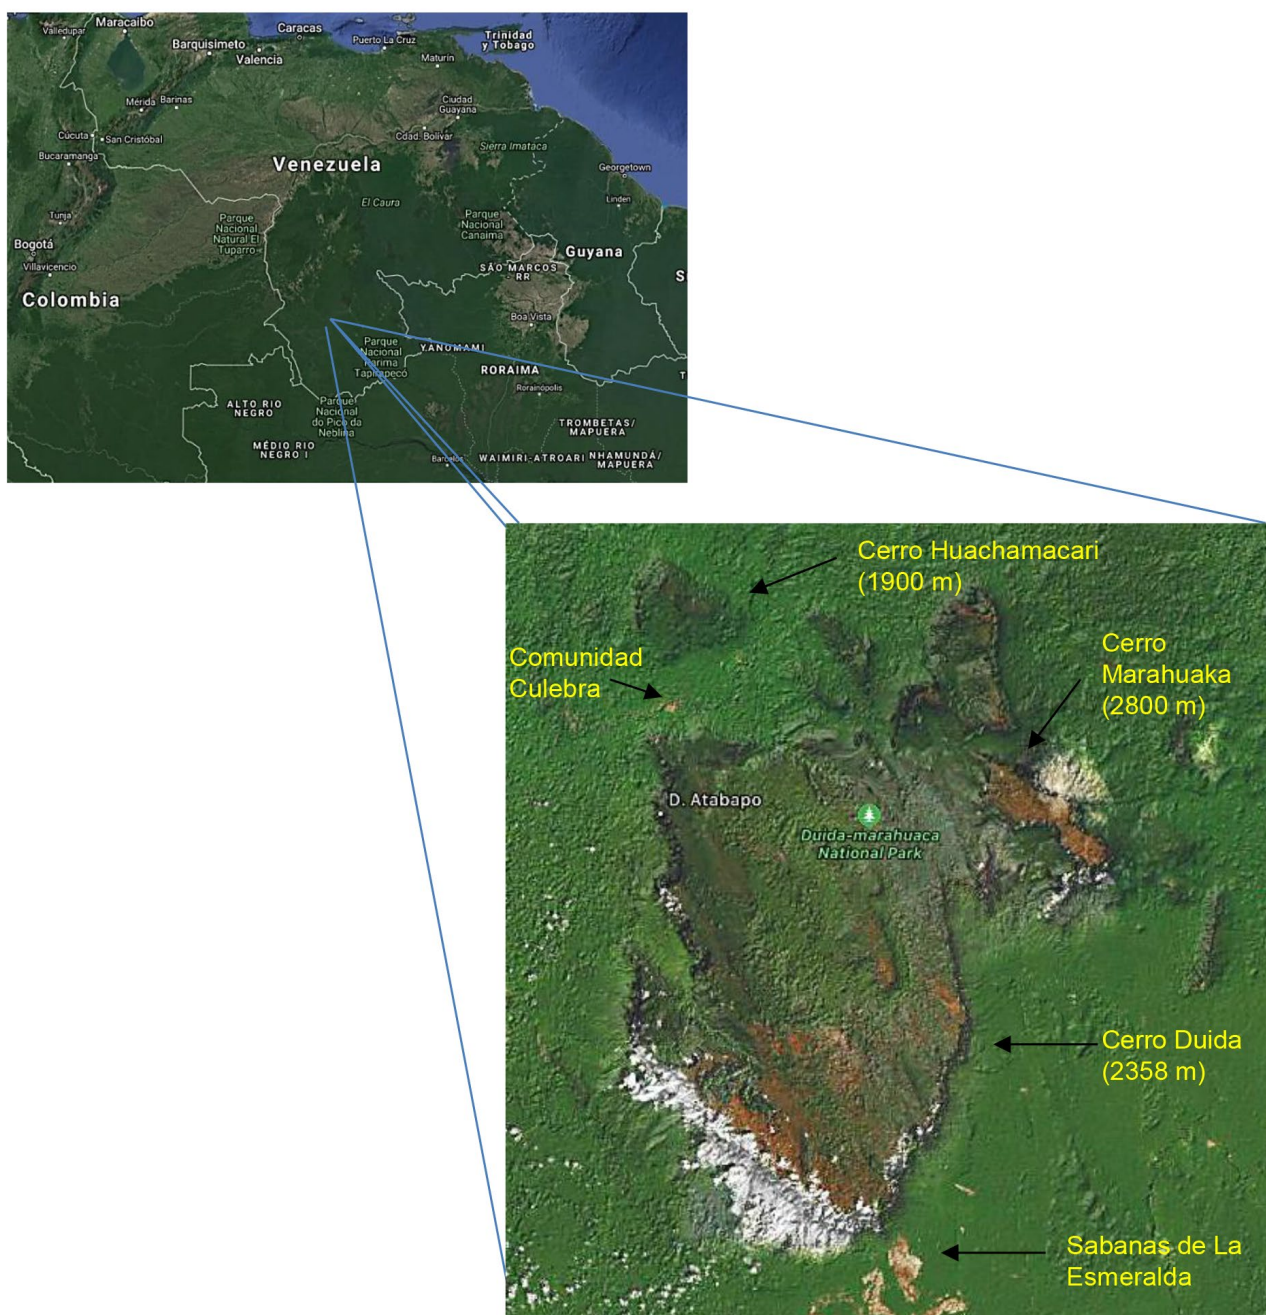 Maracaibo
Valledupar
Caracas
Barquisimeto
Valencia
Puerto La Cruz
Trinidad
y Tobago
Maturín
Mérida
Barinas
Ciudad
Guayana
Cúcuta
San Cristóbal
Cdad. Bolívar
Sierra Imataca
Bucaramanga
Venezuela
Georgetown
El Caura
Linden
Tunja
Parque
Nacional
Natural El
Tuparro
Parque
Nacional
Canaima
Bogotá
Villavicencio
Guyana
SÃO MARCOS
RR
Colombia
S
Boa Vista
Parque
Nacional
Parima
Tapirapecó
YANOMAMI
RORAIMA
T
Rorainópolis
ALTO RIO
NEGRO
Parque
Nacional
do Pico da
Neblina
TROMBETAS/
MAPUERA
MÉDIO RIO
NEGRO I
Barcelos
WAIMIRI-ATROARI
NHAMUNDÁ/
MAPUERA
Cerro Huachamacari
(1900 m)
Comunidad
Culebra
Cerro
Marahuaka
(2800 m)
D. Atabapo
Duida-marahuaca
National Park
Cerro Duida
(2358 m)
Sabanas de La
Esmeralda